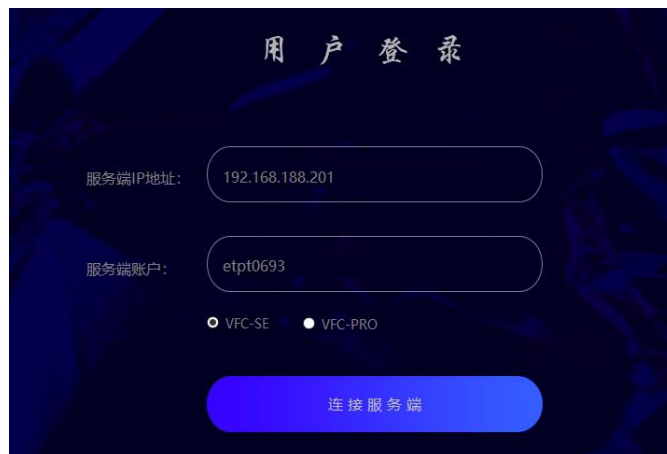 用户登录
服务端IP地址： 192.168.188.201
服务端账户： etpt0693
VFC-SE VFC-PRO
连接服务端